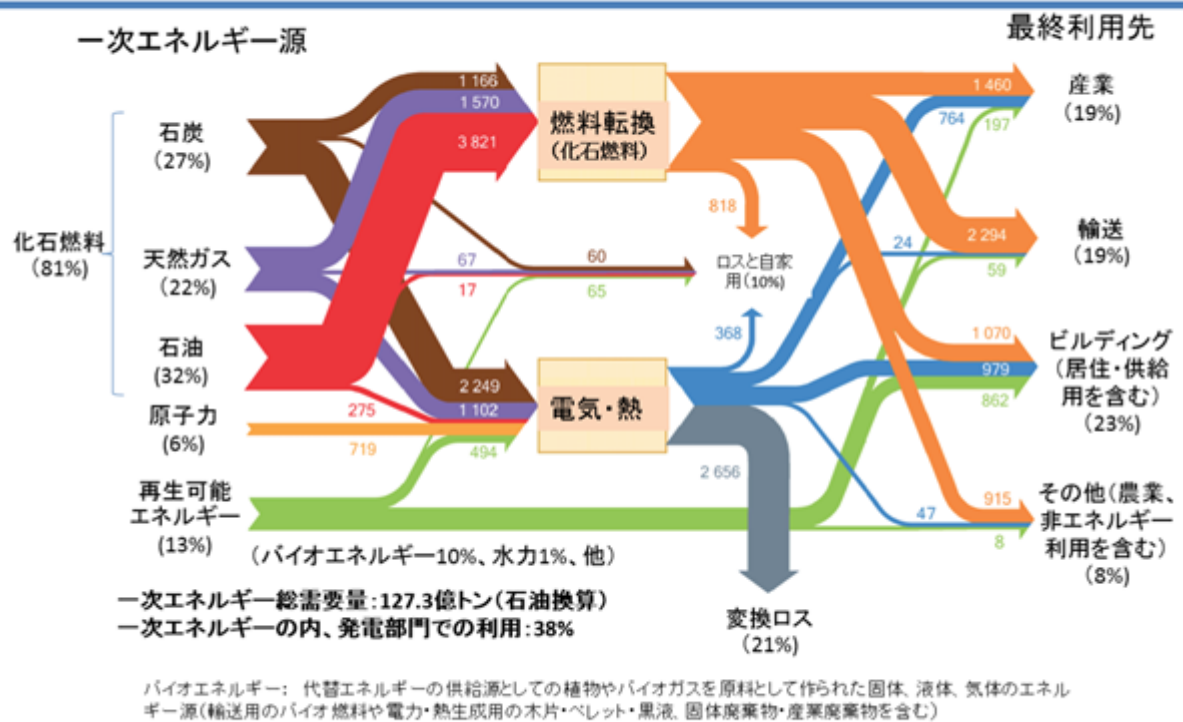 一次エネルギー源
最終利用先
石炭
(27%)
天然ガス
(22%)
化石燃料
(81%)
石油
(32%)
原子力
(6%)
再生可能
エネルギー
(13%)
1 166
1 570
3 821
燃料転換
(化石燃料)
818
67
17
60
65
ロスと自家
用(10%)
368
2 249
1 102
275
719
494
電気・熱
2 656
変換ロス
(21%)
1 460
764
197
産業
(19%)
24
2 294
59
輸送
(19%)
1 070
979
862
ビルディング
(居住・供給
用を含む)
(23%)
915
47
8
その他(農業、
非エネルギー
利用を含む)
(8%)
(バイオエネルギー10%、水力1%、他)
一次エネルギー総需要量:127.3億トン(石油換算)
一次エネルギーの内、発電部門での利用:38%
バイオエネルギー: 代替エネルギーの供給源としての植物やバイオガスを原料として作られた固体、液体、気体のエネル
ギー源(輸送用のバイオ燃料や電力・熱生成用の木片・ペレット・黒液、固体廃棄物・産業廃棄物を含む)